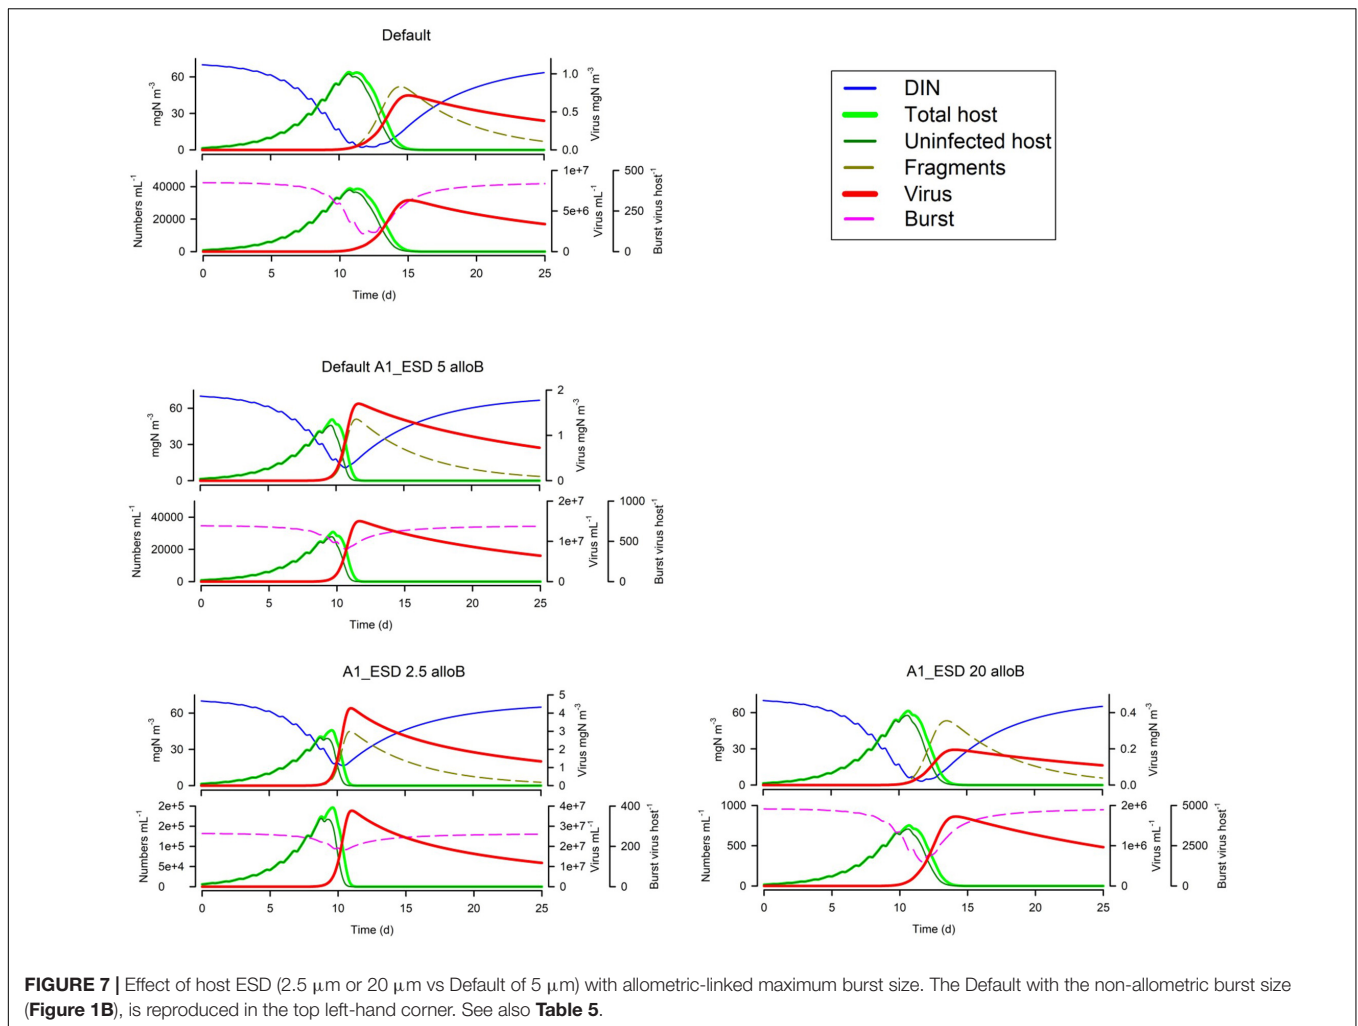 Default
60
30
0
mgN m-3
1.0
0.5
0.0
Virus mgN m-3
40000
20000
0
Numbers mL-1
1e+7
5e+6
0
Virus mL-1
500
250
0
Burst virus host-1
0 5 10 15 20 25
Time (d)
DIN
Total host
Uninfected host
Fragments
Virus
Burst
Default A1_ESD 5 alloB
60
30
0
mgN m-3
2
1
0
Virus mgN m-3
40000
20000
0
Numbers mL-1
2e+7
1e+7
0
Virus mL-1
1000
500
0
Burst virus host-1
0 5 10 15 20 25
Time (d)
A1_ESD 2.5 alloB
60
30
0
mgN m-3
5
4
3
2
1
0
Virus mgN m-3
2e+5
2e+5
1e+5
5e+4
0
Numbers mL-1
4e+7
3e+7
2e+7
1e+7
0
Virus mL-1
400
200
0
Burst virus host-1
0 5 10 15 20 25
Time (d)
A1_ESD 20 alloB
60
30
0
mgN m-3
0.4
0.2
0.0
Virus mgN m-3
1000
500
0
Numbers mL-1
2e+6
1e+6
0
Virus mL-1
5000
2500
0
Burst virus host-1
0 5 10 15 20 25
Time (d)
FIGURE 7 | Effect of host ESD (2.5 μm or 20 μm vs Default of 5 μm) with allometric-linked maximum burst size. The Default with the non-allometric burst size
(Figure 1B), is reproduced in the top left-hand corner. See also Table 5.